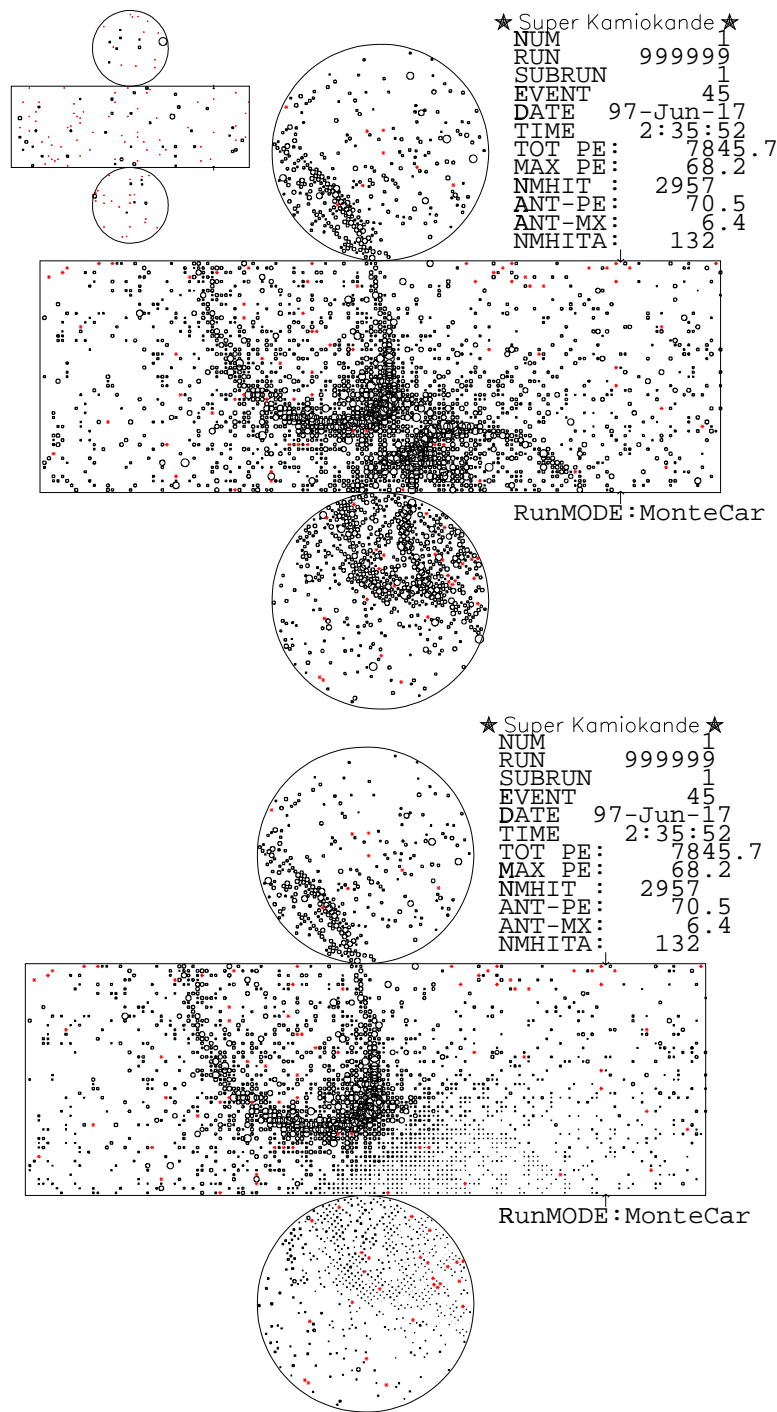 ★ Super Kamiokande ★
NUM 1
RUN 999999
SUBRUN 1
EVENT 45
DATE 97-Jun-17
TIME 2:35:52
TOT PE: 7845.7
MAX PE: 68.2
NMHIT : 2957
ANT-PE: 70.5
ANT-MX: 6.4
NMHITA: 132
RunMODE:MonteCar
★ Super Kamiokande ★
NUM 1
RUN 999999
SUBRUN 1
EVENT 45
DATE 97-Jun-17
TIME 2:35:52
TOT PE: 7845.7
MAX PE: 68.2
NMHIT : 2957
ANT-PE: 70.5
ANT-MX: 6.4
NMHITA: 132
RunMODE:MonteCar